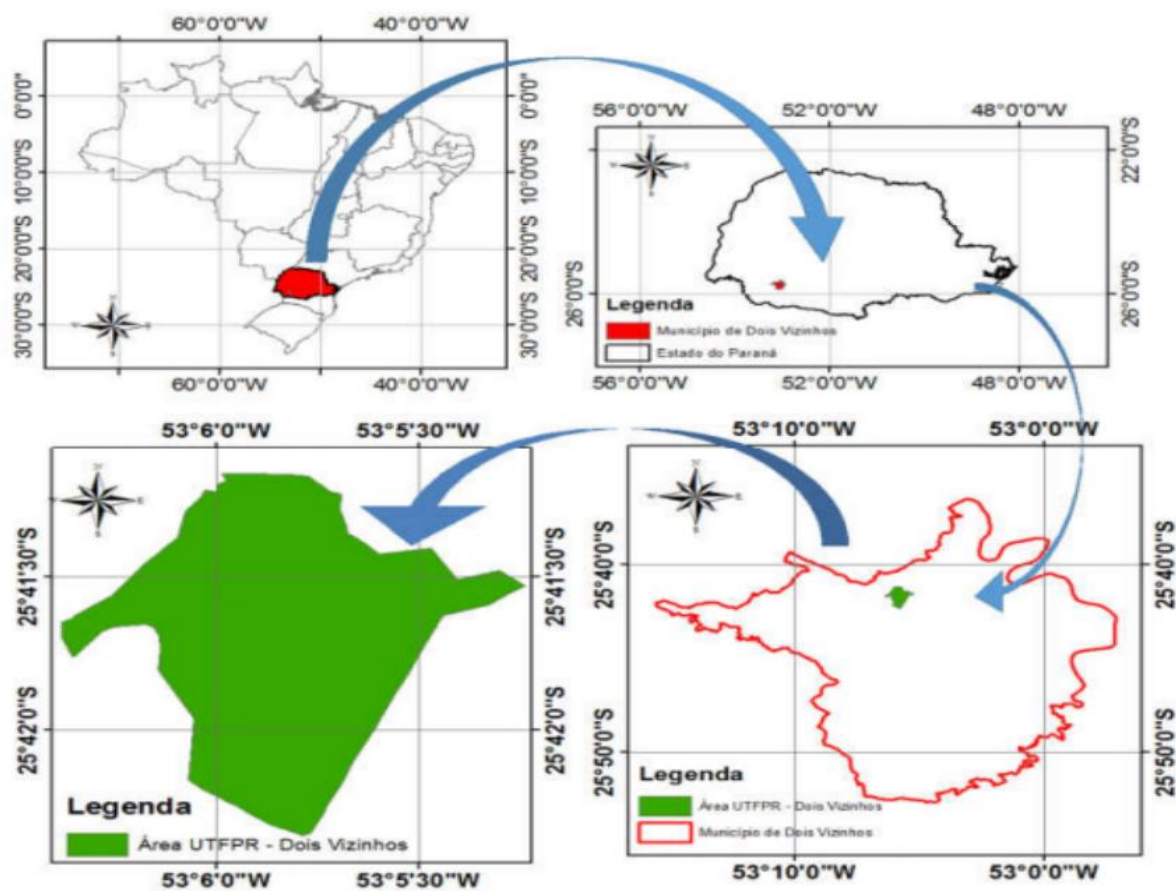 60°0'0"W 40°0'0"W
0°0'0"
10°0'0"S
20°0'0"S
30°0'0"S
0°0'0"
10°0'0"S
20°0'0"S
30°0'0"S
60°0'0"W 40°0'0"W
56°0'0"W 52°0'0"W 48°0'0"W
22°0'0"S
26°0'0"S
22°0'0"S
26°0'0"S
Legenda
Município de Dois Vizinhos
Estado do Paraná
56°0'0"W 52°0'0"W 48°0'0"W
53°6'0"W 53°5'30"W
25°41'30"S
25°42'0"S
25°41'30"S
25°42'0"S
Legenda
Área UTFPR - Dois Vizinhos
53°6'0"W 53°5'30"W
53°10'0"W 53°0'0"W
25°40'0"S
25°50'0"S
25°40'0"S
25°50'0"S
Legenda
Área UTFPR - Dois Vizinhos
Município de Dois Vizinhos
53°10'0"W 53°0'0"W